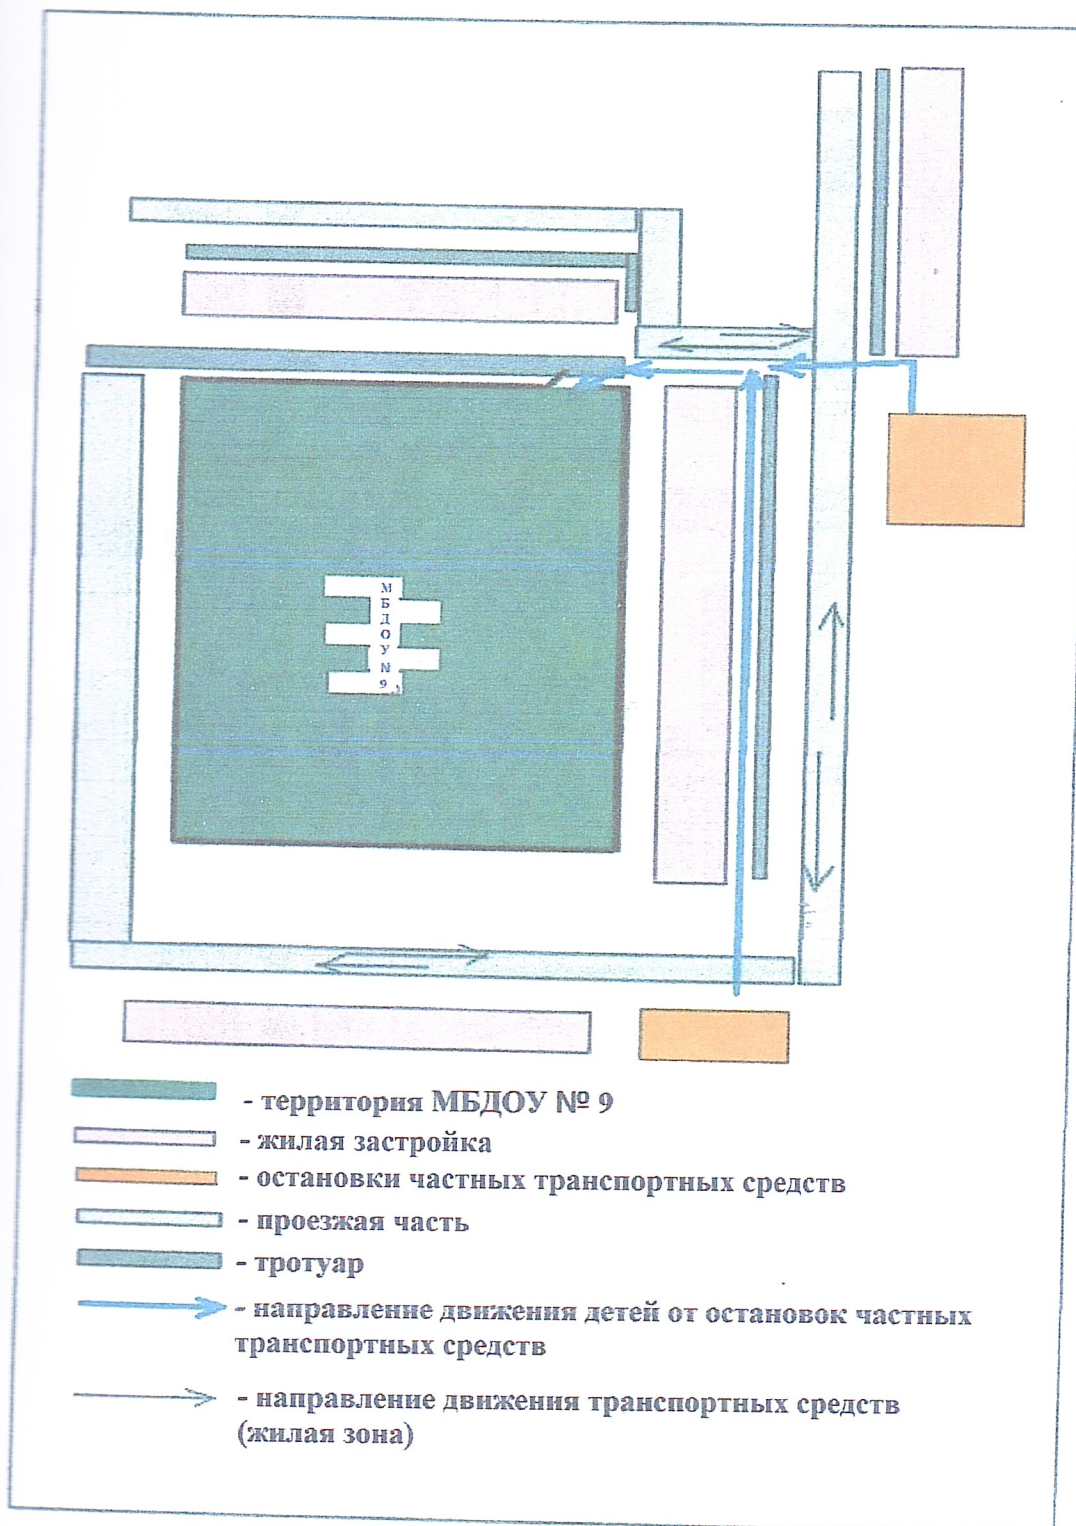 М
Б
Д
О
У
№
9
- территория МБДОУ № 9
- жилая застройка
- остановки частных транспортных средств
- проезжая часть
- тротуар
- направление движения детей от остановок частных
транспортных средств
- направление движения транспортных средств
(жилая зона)